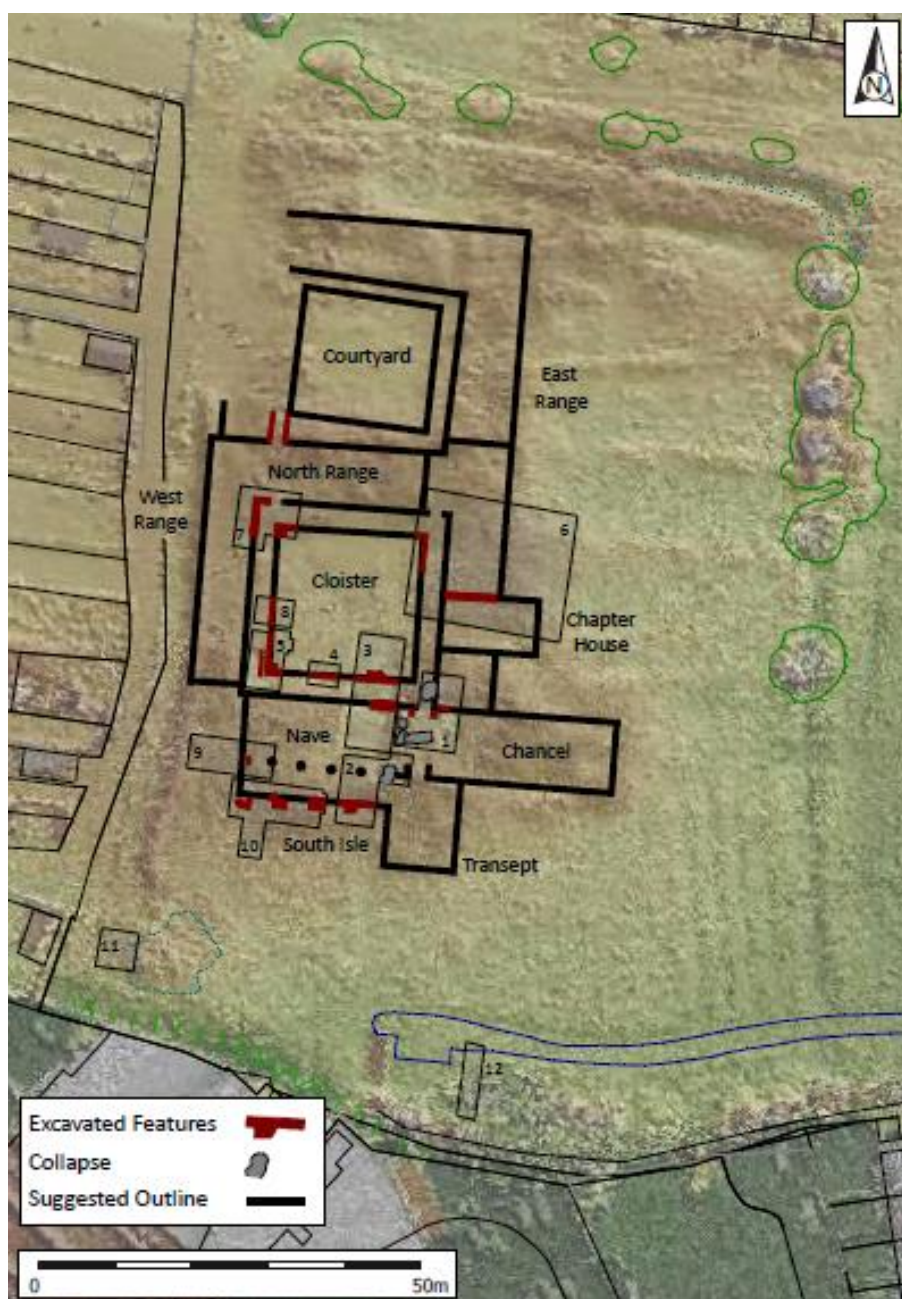 N
Courtyard
East
Range
North Range
West
Range
7
6
Cloister
8
Chapter
House
5
4
3
Nave
1
Chancel
9
2
10
South Isle
Transept
11
12
Excavated Features
Collapse
Suggested Outline
0
50m